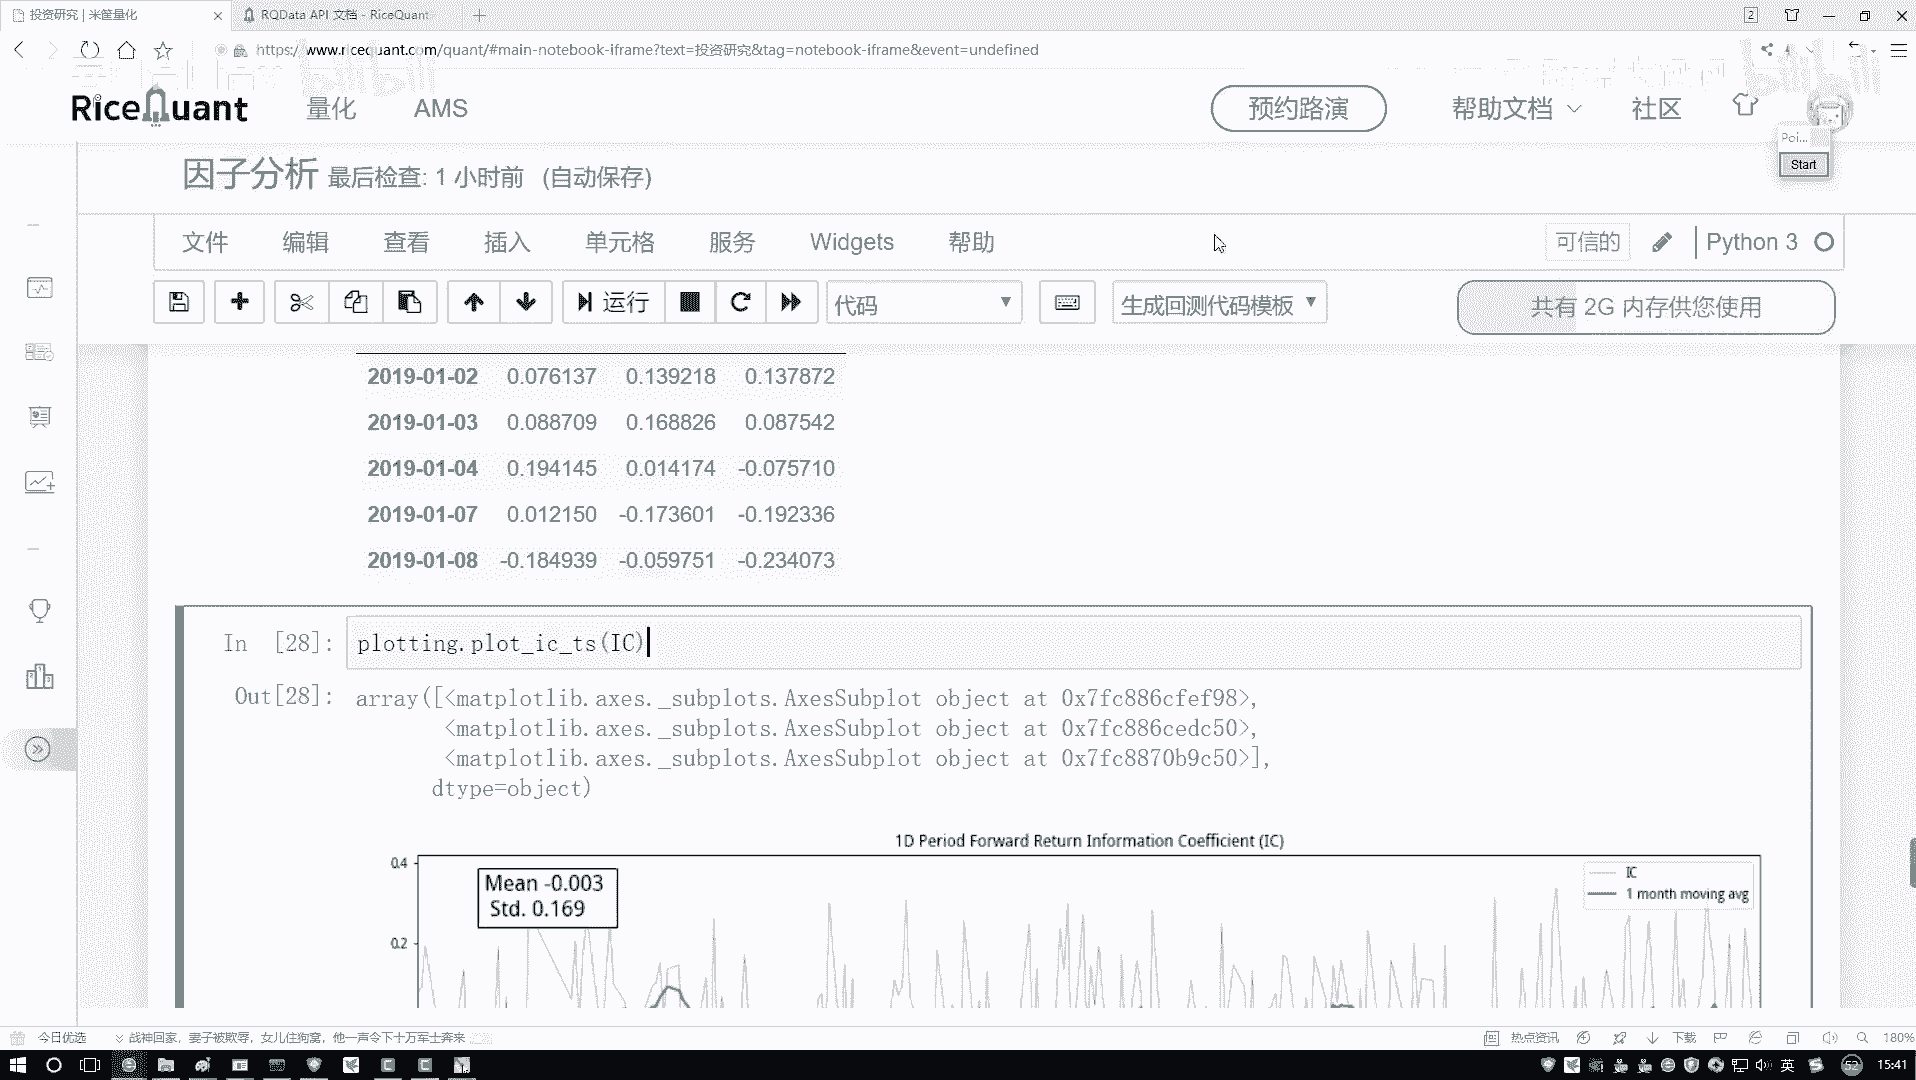 投资研究 | 米筐量化
RQData API 文档 - RiceQuant
2
https://www.ricequant.com/quant/#main-notebook-iframe?text=投资研究&tag=notebook-iframe&event=undefined
RiceQuant 量化 AMS 预约路演 帮助文档 社区
Poi...
Start
因子分析 最后检查: 1 小时前 (自动保存)
文件 编辑 查看 插入 单元格 服务 Widgets 帮助 可信的 Python 3
运行 代码 生成回测代码模板 共有 2G 内存供您使用
2019-01-02 0.076137 0.139218 0.137872
2019-01-03 0.088709 0.168826 0.087542
2019-01-04 0.194145 0.014174 -0.075710
2019-01-07 0.012150 -0.173601 -0.192336
2019-01-08 -0.184939 -0.059751 -0.234073
In [28]: plotting.plot_ic_ts(IC)
Out[28]: array([<matplotlib.axes._subplots.AxesSubplot object at 0x7fc886cfef98>,
<matplotlib.axes._subplots.AxesSubplot object at 0x7fc886cedc50>,
<matplotlib.axes._subplots.AxesSubplot object at 0x7fc8870b9c50>],
dtype=object)
1D Period Forward Return Information Coefficient (IC)
0.4
Mean -0.003
Std. 0.169
IC
1 month moving avg
0.2
今日优选 战神回家，妻子被欺辱，女儿住狗窝，他一声令下十万军士奔来 热点资讯 下载 180%
英 52 15:41